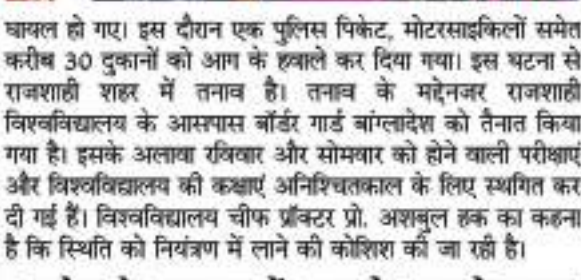 घायल हो गए। इस दौरान एक पुलिस पिकेट, मोटरसाइकिलों समेत
करीब 30 दुकानों को आग के हवाले कर दिया गया। इस घटना से
राजशाही शहर में तनाव है। तनाव के मद्देनजर राजशाही
विश्वविद्यालय के आसपास बॉर्डर गार्ड बांग्लादेश को तैनात किया
गया है। इसके अलावा रविवार और सोमवार को होने वाली परीक्षाएं
और विश्वविद्यालय की कक्षाएं अनिश्चितकाल के लिए स्थगित कर
दी गई हैं। विश्वविद्यालय चीफ प्रॉक्टर प्रो. अशबुल हक का कहना
है कि स्थिति को नियंत्रण में लाने की कोशिश की जा रही है।